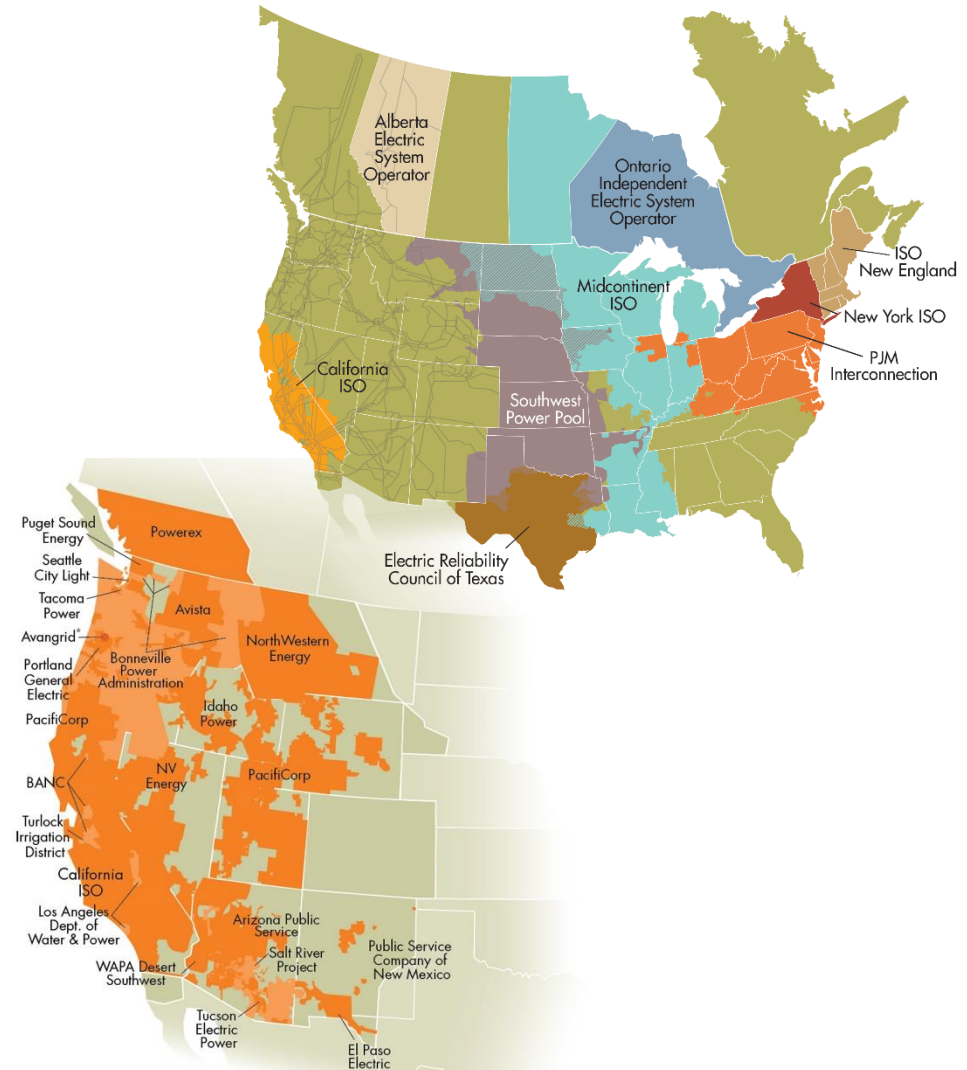 Alberta
Electric
System
Operator
Ontario
Independent
Electric System
Operator
ISO
New England
Midcontinent
ISO
New York ISO
PJM
Interconnection
California
ISO
Southwest
Power Pool
Electric Reliability
Council of Texas
Puget Sound
Energy
Powerex
Seattle
City Light
Tacoma
Power
Avista
Avangrid*
NorthWestern
Energy
Bonneville
Power
Administration
Portland
General
Electric
Idaho
Power
PacifiCorp
NV
Energy
PacifiCorp
BANC
Turlock
Irrigation
District
California
ISO
Los Angeles
Dept. of
Water & Power
Arizona Public
Service
Salt River
Project
Public Service
Company of
New Mexico
WAPA Desert
Southwest
Tucson
Electric
Power
El Paso
Electric